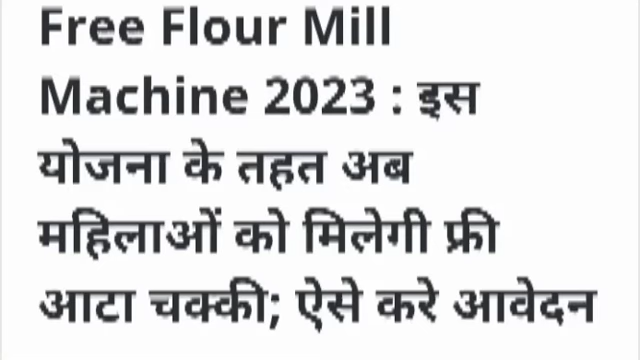 Free Flour Mill
Machine 2023 : इस
योजना के तहत अब
महिलाओं को मिलेगी फ्री
आटा चक्की; ऐसे करे आवेदन